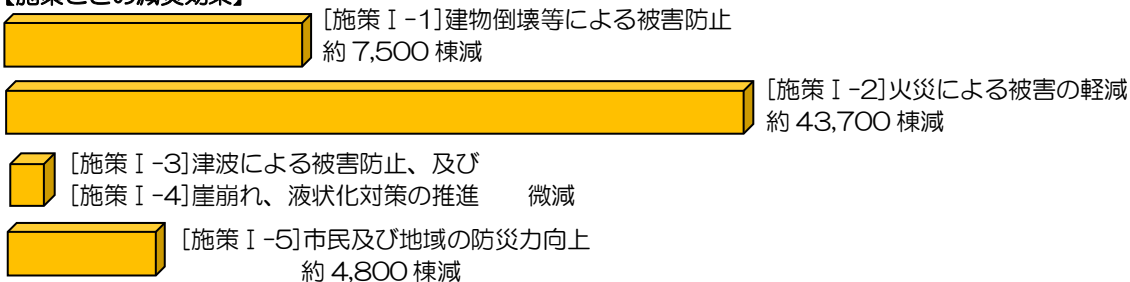 【施策ごとの減災効果】
[施策Ⅰ-1]建物倒壊等による被害防止
約 7,500 棟減
[施策Ⅰ-2]火災による被害の軽減
約 43,700 棟減
[施策Ⅰ-3]津波による被害防止、及び
[施策Ⅰ-4]崖崩れ、液状化対策の推進　　微減
[施策Ⅰ-5]市民及び地域の防災力向上
約 4,800 棟減